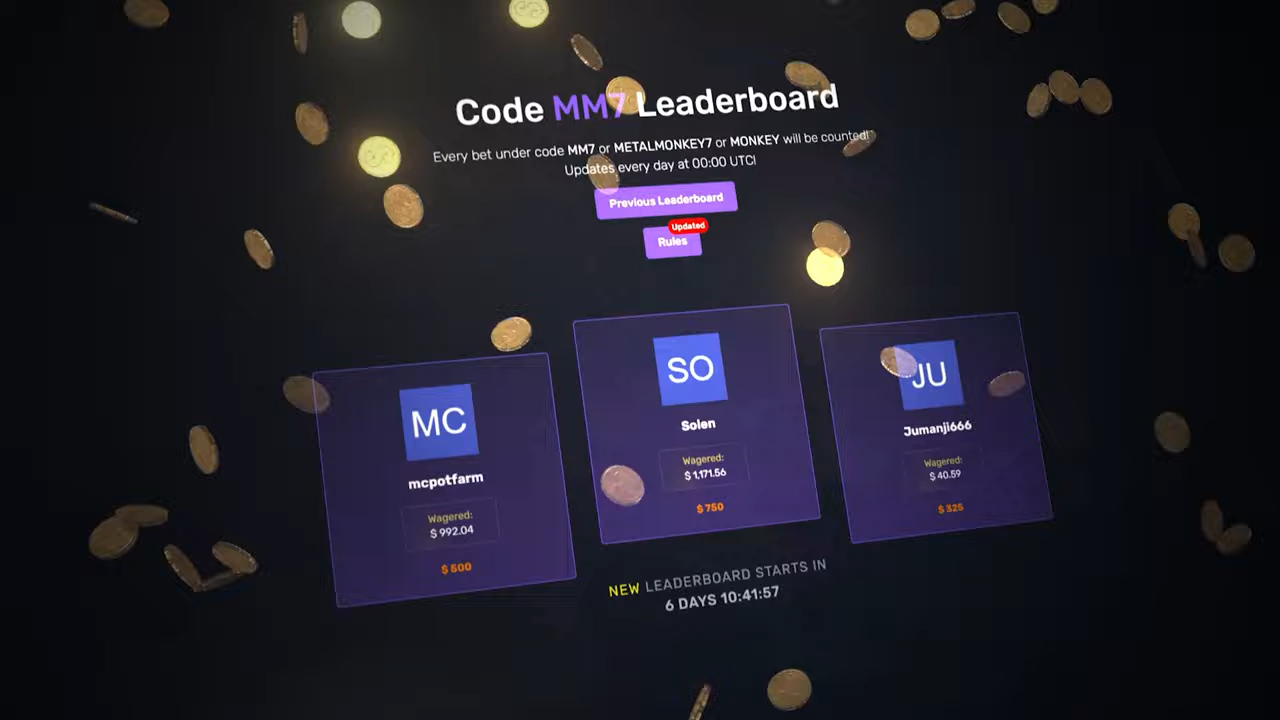 Code MM7 Leaderboard
Every bet under code MM7 or METALMONKEY7 or MONKEY will be counted!
Updates every day at 00:00 UTC!
Previous Leaderboard
Updated
Rules
MC
mcpotfarm
Wagered:
$ 992.04
$ 500
SO
Solen
Wagered:
$ 1,171.56
$ 750
JU
Jumanji666
Wagered:
$ 40.59
$ 325
NEW LEADERBOARD STARTS IN
6 DAYS 10:41:57